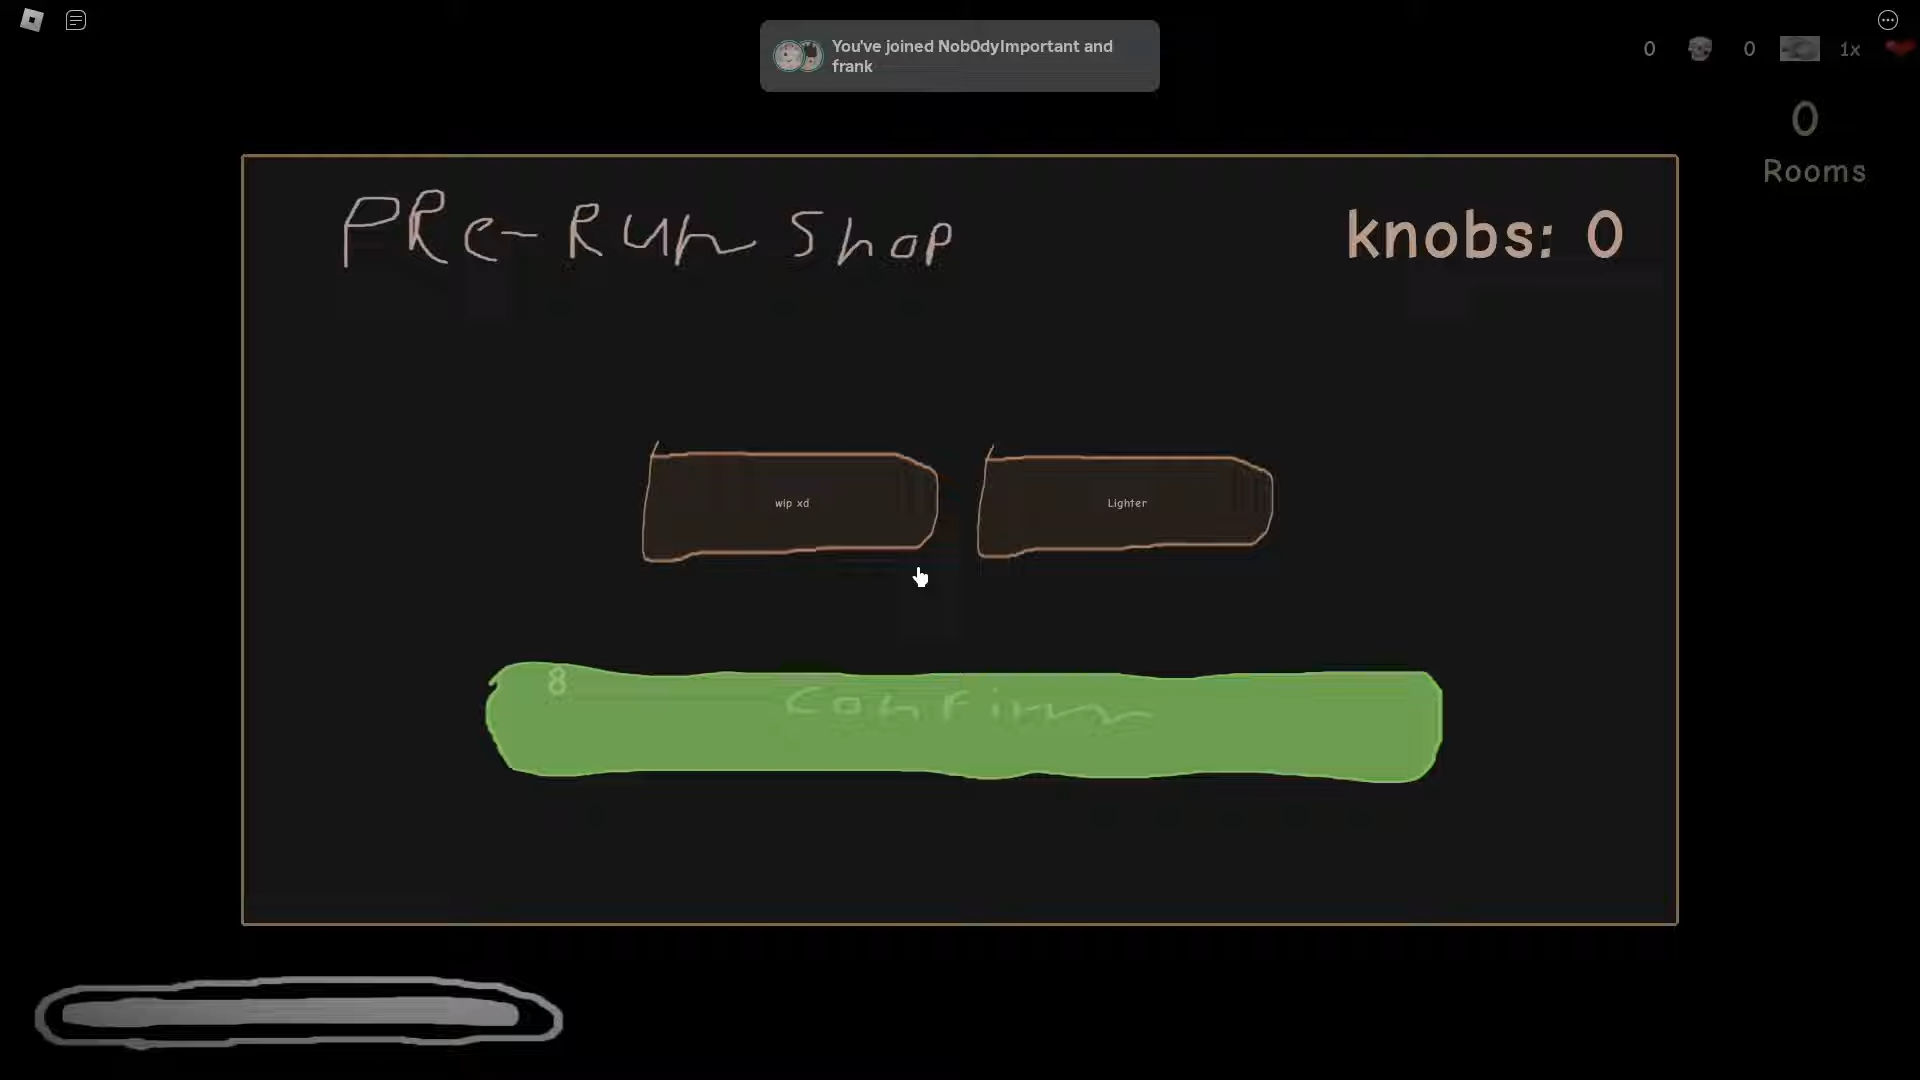 You've joined Nob0dyImportant and
frank
0 0 1x
0
Rooms
PRe-Run Shop
knobs: 0
wip xd
Lighter
8
Confirm